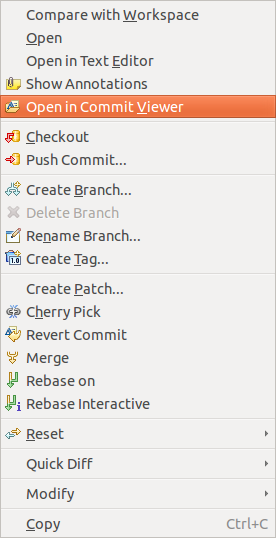 Compare with Workspace
Open
Open in Text Editor
Show Annotations
Open in Commit Viewer
Checkout
Push Commit...
Create Branch...
Delete Branch
Rename Branch...
Create Tag...
Create Patch...
Cherry Pick
Revert Commit
Merge
Rebase on
Rebase Interactive
Reset
Quick Diff
Modify
Copy Ctrl+C